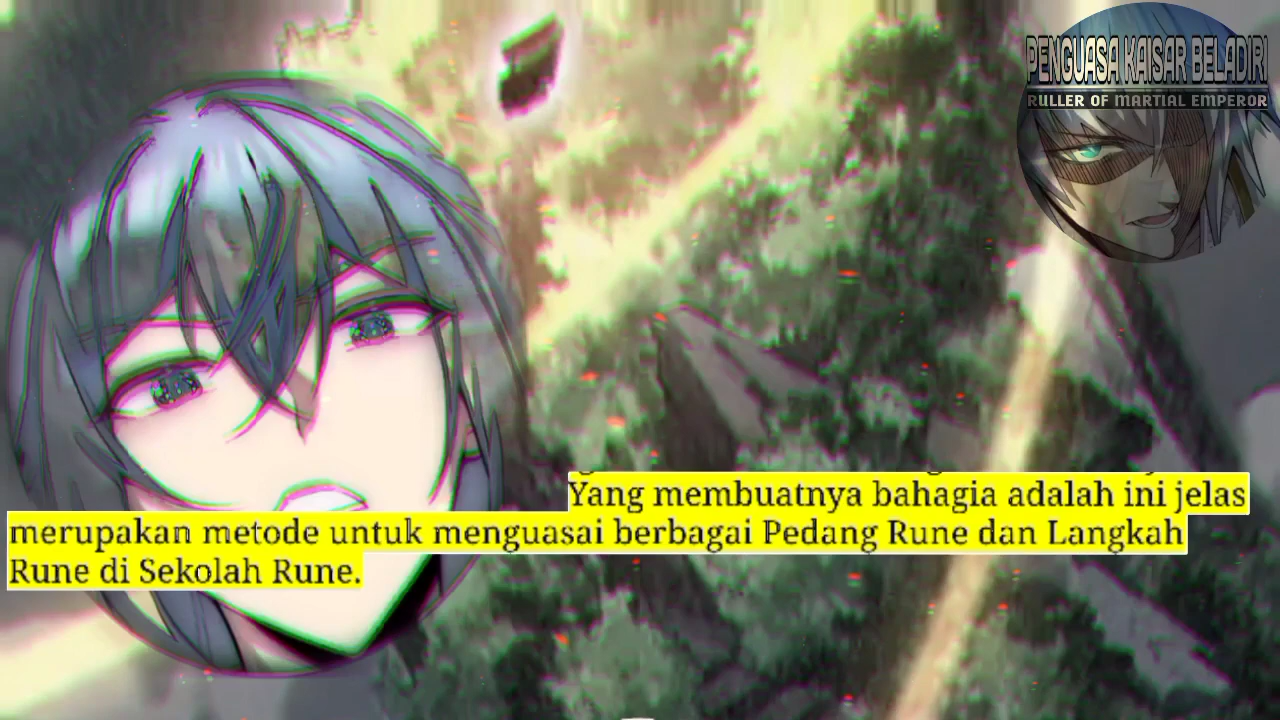 PENGUASA KAISAR BELADIRI
RULLER OF MARTIAL EMPEROR
Yang membuatnya bahagia adalah ini jelas
merupakan metode untuk menguasai berbagai Pedang Rune dan Langkah
Rune di Sekolah Rune.